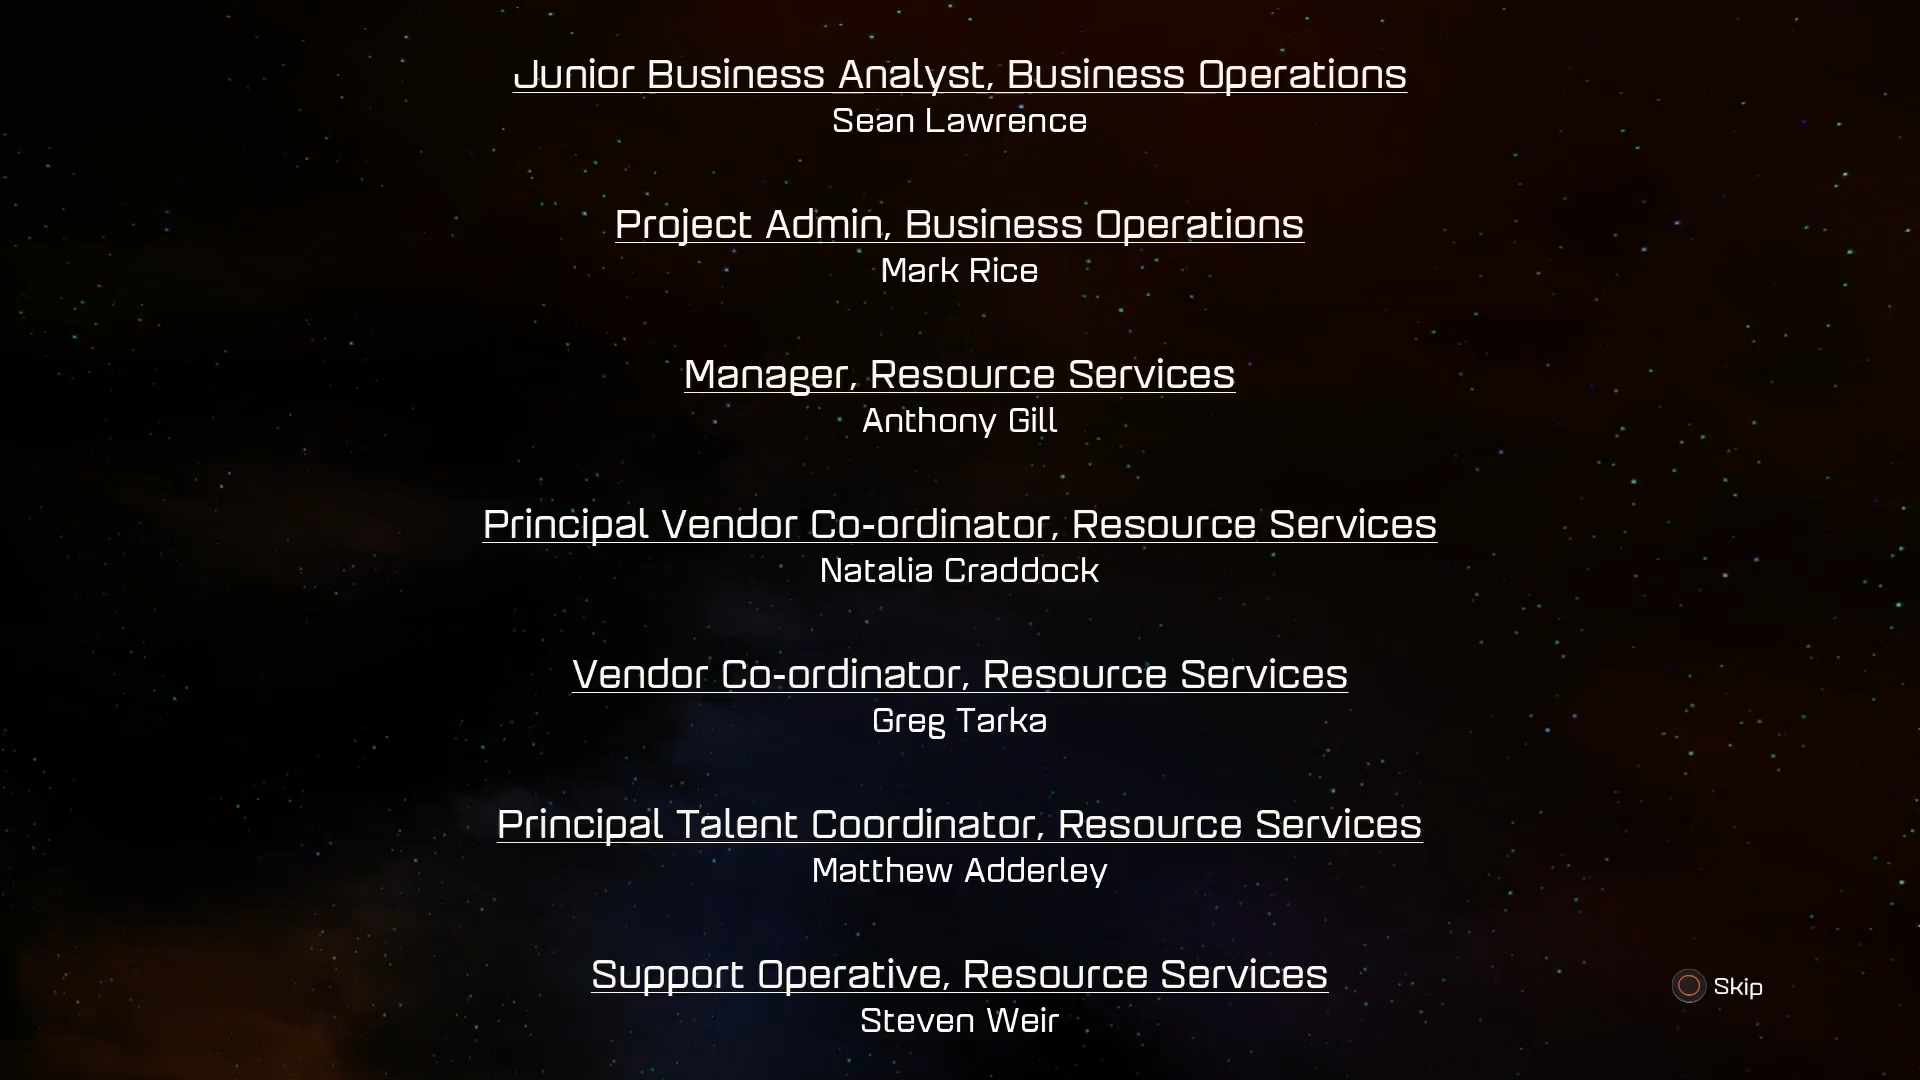 Junior Business Analyst, Business Operations
Sean Lawrence
Project Admin, Business Operations
Mark Rice
Manager, Resource Services
Anthony Gill
Principal Vendor Co-ordinator, Resource Services
Natalia Craddock
Vendor Co-ordinator, Resource Services
Greg Tarka
Principal Talent Coordinator, Resource Services
Matthew Adderley
Support Operative, Resource Services
Steven Weir
Skip